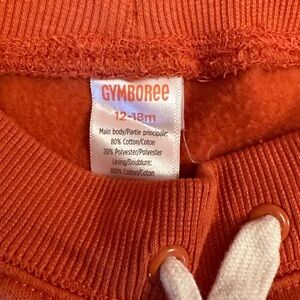 GYMBOREE
12-18m
Main body/Partie principale:
80% Cotton/Coton
20% Polyester/Polyester
Lining/Doublure:
100% Cotton/Coton